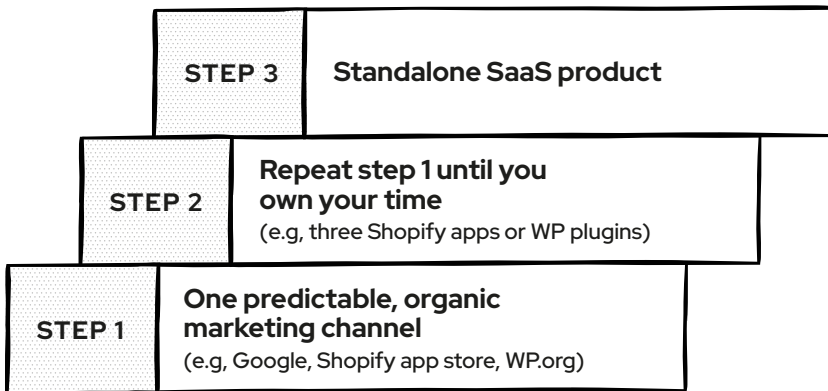 STEP 3
Standalone SaaS product
STEP 2
Repeat step 1 until you
own your time
(e.g, three Shopify apps or WP plugins)
STEP 1
One predictable, organic
marketing channel
(e.g, Google, Shopify app store, WP.org)